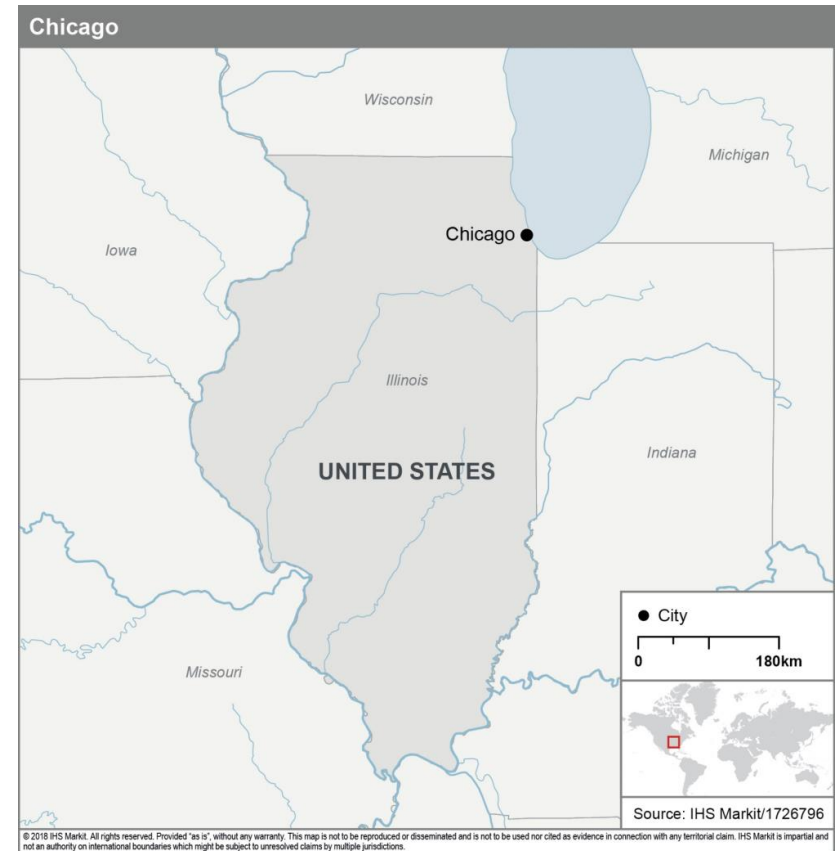 Chicago
Wisconsin
Michigan
Chicago
Iowa
Illinois
Indiana
UNITED STATES
City
0 180km
Missouri
Source: IHS Markit/1726796
© 2018 IHS Markit. All rights reserved. Provided "as is", without any warranty. This map is not to be reproduced or disseminated and is not to be used nor cited as evidence in connection with any territorial claim. IHS Markit is impartial and
not an authority on international boundaries which might be subject to unresolved claims by multiple jurisdictions.